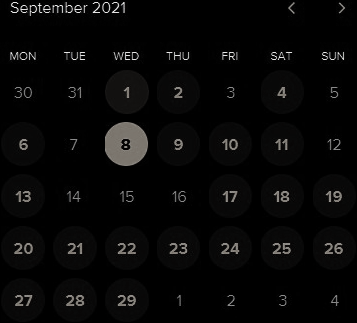 September 2021
MON TUE WED THU FRI SAT SUN
30 31 1 2 3 4 5
6 7 8 9 10 11 12
13 14 15 16 17 18 19
20 21 22 23 24 25 26
27 28 29 1 2 3 4